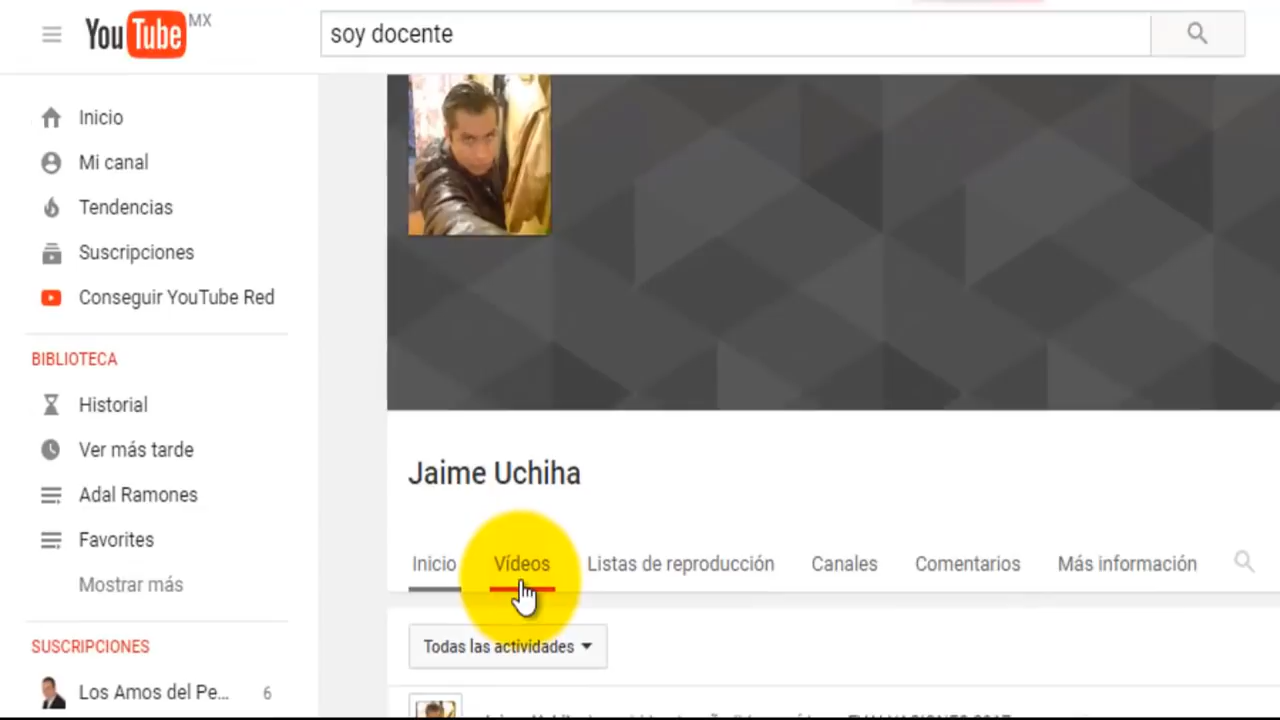 YouTube MX
soy docente
Inicio
Mi canal
Tendencias
Suscripciones
Conseguir YouTube Red
BIBLIOTECA
Historial
Ver más tarde
Adal Ramones
Favorites
Mostrar más
SUSCRIPCIONES
Los Amos del Pe... 6
Jaime Uchiha
Inicio Vídeos Listas de reproducción Canales Comentarios Más información
Todas las actividades